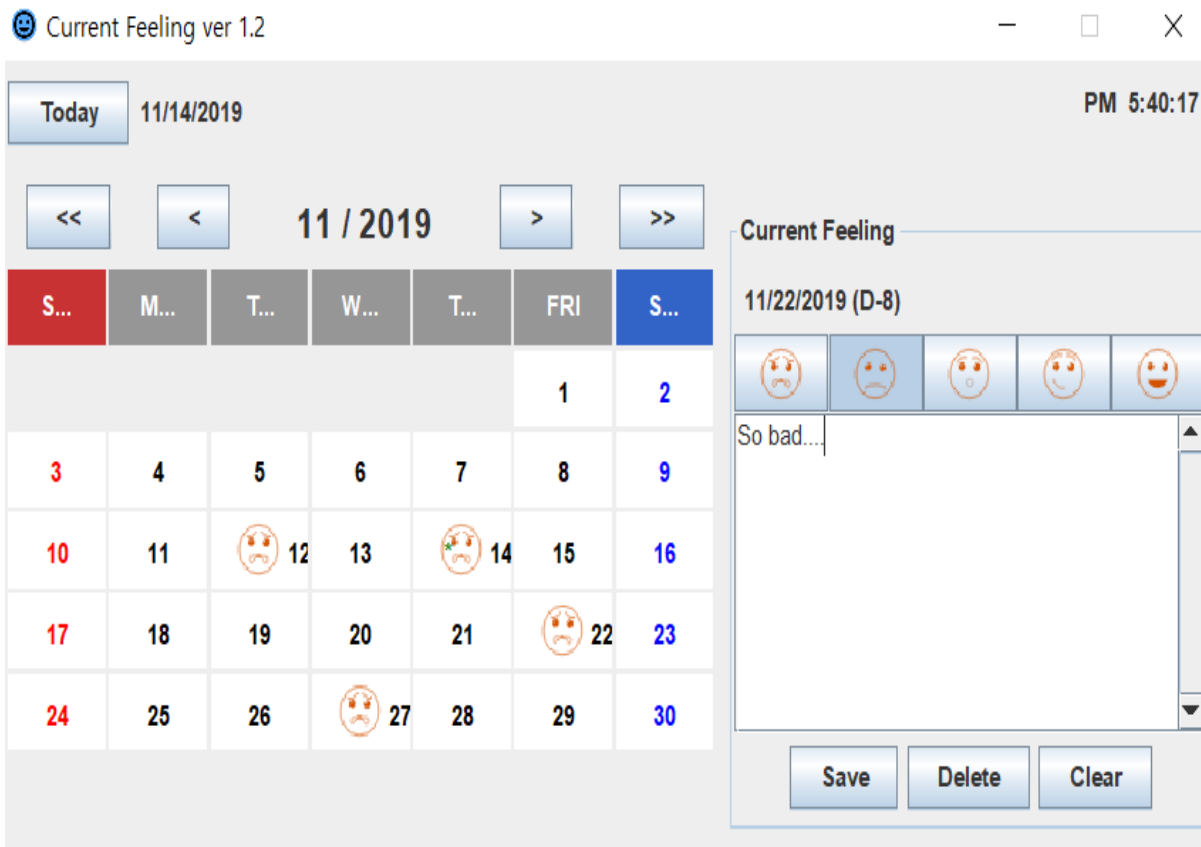 Current Feeling ver 1.2
Today 11/14/2019 PM 5:40:17
<< < 11 / 2019 > >>
S... M... T... W... T... FRI S...
1 2
3 4 5 6 7 8 9
10 11 12 13 14 15 16
17 18 19 20 21 22 23
24 25 26 27 28 29 30
Current Feeling
11/22/2019 (D-8)
So bad....
Save Delete Clear